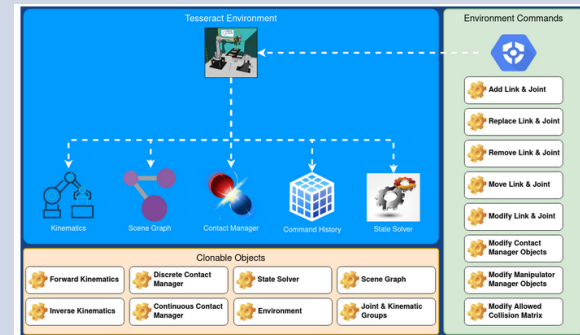 Tesseract Environment
Kinematics
Scene Graph
Contact Manager
Command History
State Solver
Clonable Objects
Forward Kinematics
Discrete Contact
Manager
State Solver
Scene Graph
Inverse Kinematics
Continuous Contact
Manager
Environment
Joint & Kinematic
Groups
Environment Commands
Add Link & Joint
Replace Link & Joint
Remove Link & Joint
Move Link & Joint
Modify Link & Joint
Modify Contact
Manager Objects
Modify Manipulator
Manager Objects
Modify Allowed
Collision Matrix